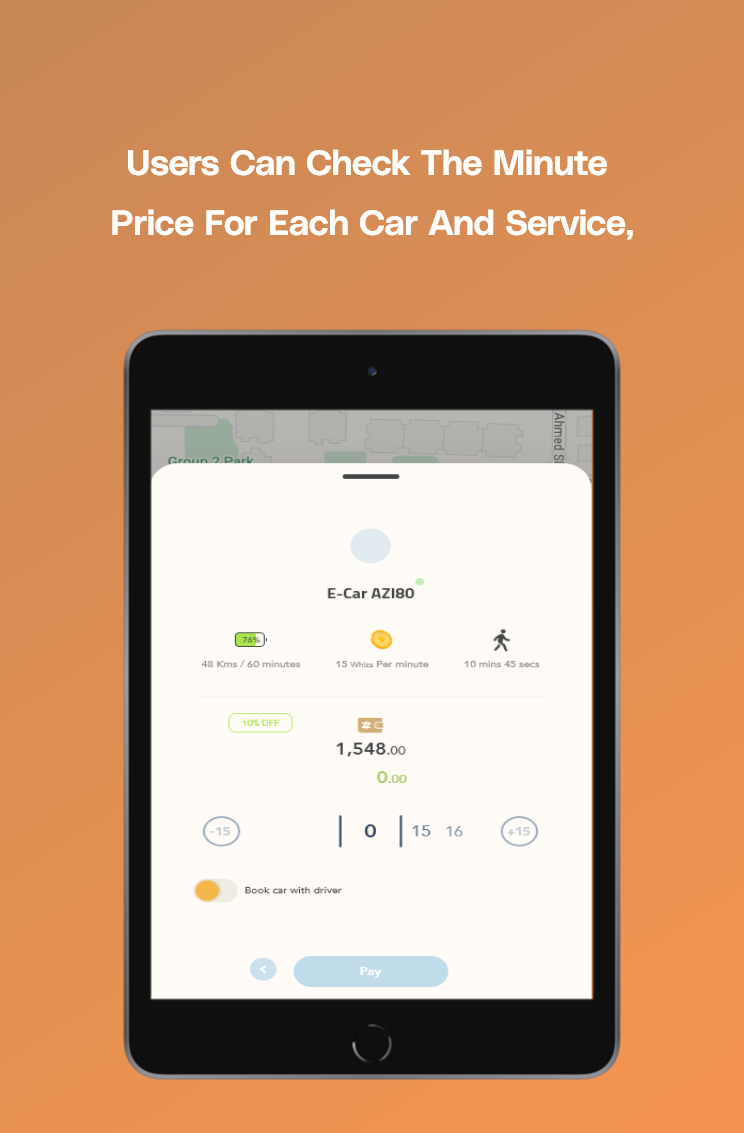 Users Can Check The Minute
Price For Each Car And Service,
Ahmed S
Group 2 Park
E-Car AZI80
76%
48 Kms / 60 minutes
15 Whizz Per minute
10 mins 45 secs
10% OFF
1,548.00
0.00
-15
0
15
16
+15
Book car with driver
<
Pay